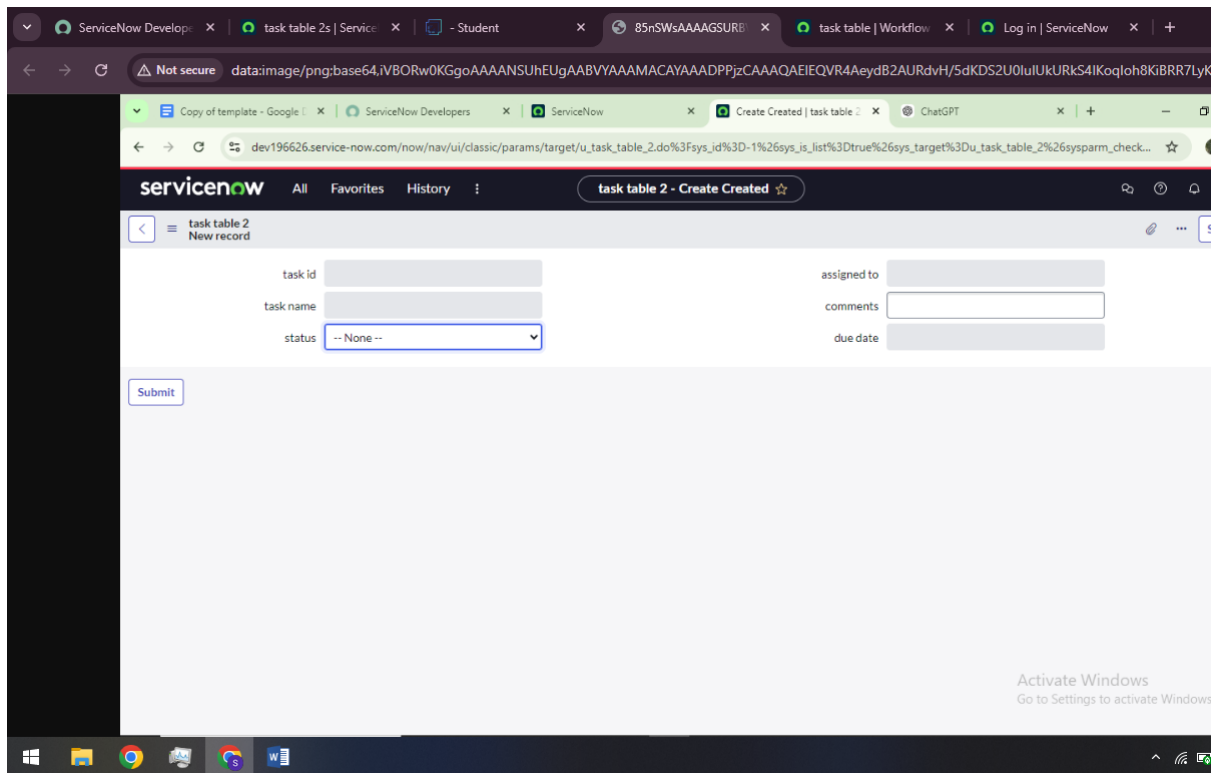 ServiceNow Develope
task table 2s | Service
- Student
85nSWsAAAAGSURB
task table | Workflow
Log in | ServiceNow
Not secure data:image/png;base64,iVBORw0KGgoAAAANSUhEUgAABVYAAAMACAYAAADPPjzCAAAQAElEQVR4AeydB2AURdvH/5dKDS2U0IulUkURkS4IKoqIoh8KiBRR7LyK
Copy of template - Google D
ServiceNow Developers
ServiceNow
Create Created | task table 2
ChatGPT
dev196626.service-now.com/now/nav/ui/classic/params/target/u_task_table_2.do%3Fsys_id%3D-1%26sys_is_list%3Dtrue%26sys_target%3Du_task_table_2%26sysparm_check...
servicenow All Favorites History task table 2 - Create Created
task table 2
New record
task id
assigned to
task name
comments
status -- None --
due date
Submit
Activate Windows
Go to Settings to activate Windows